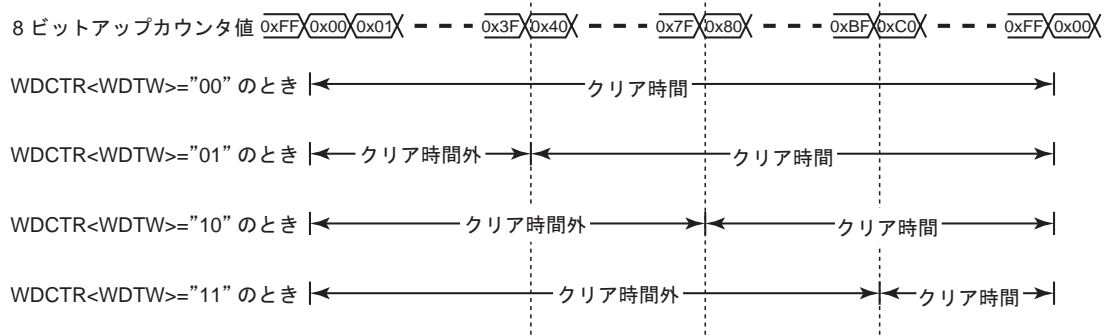 8 ビットアップカウンタ値 0xFF 0x00 0x01 0x3F 0x40 0x7F 0x80 0xBF 0xC0 0xFF 0x00
WDCTR<WDTW>="00" のとき クリア時間
WDCTR<WDTW>="01" のとき クリア時間外 クリア時間
WDCTR<WDTW>="10" のとき クリア時間外 クリア時間
WDCTR<WDTW>="11" のとき クリア時間外 クリア時間